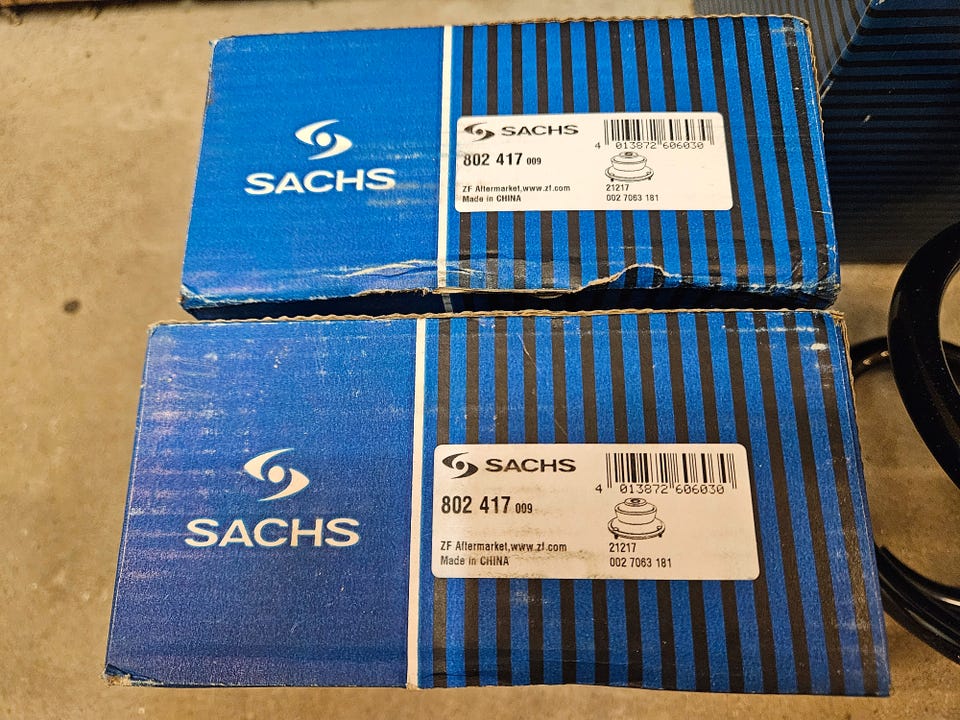 SACHS
SACHS
802 417 009
ZF Aftermarket,www.zf.com
Made in CHINA
4 013872 606030
21217
002 7063 181
SACHS
SACHS
802 417 009
ZF Aftermarket,www.zf.com
Made in CHINA
4 013872 606030
21217
002 7063 181